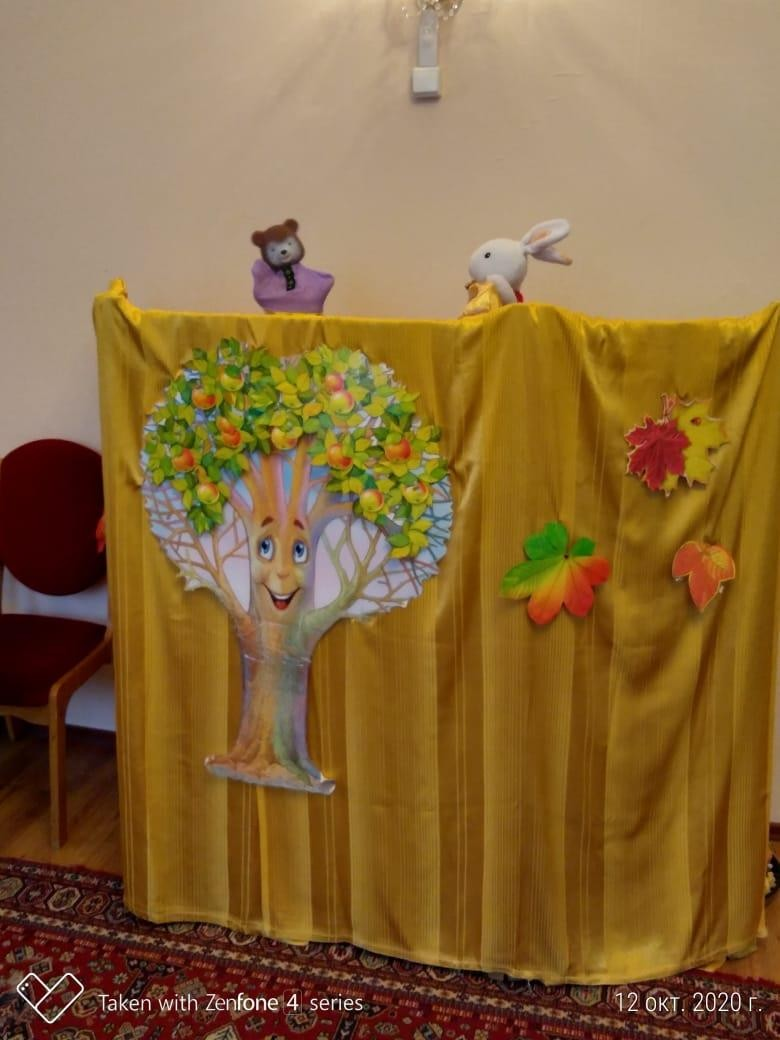 Taken with Zenfone 4 series
12 окт. 2020 г.